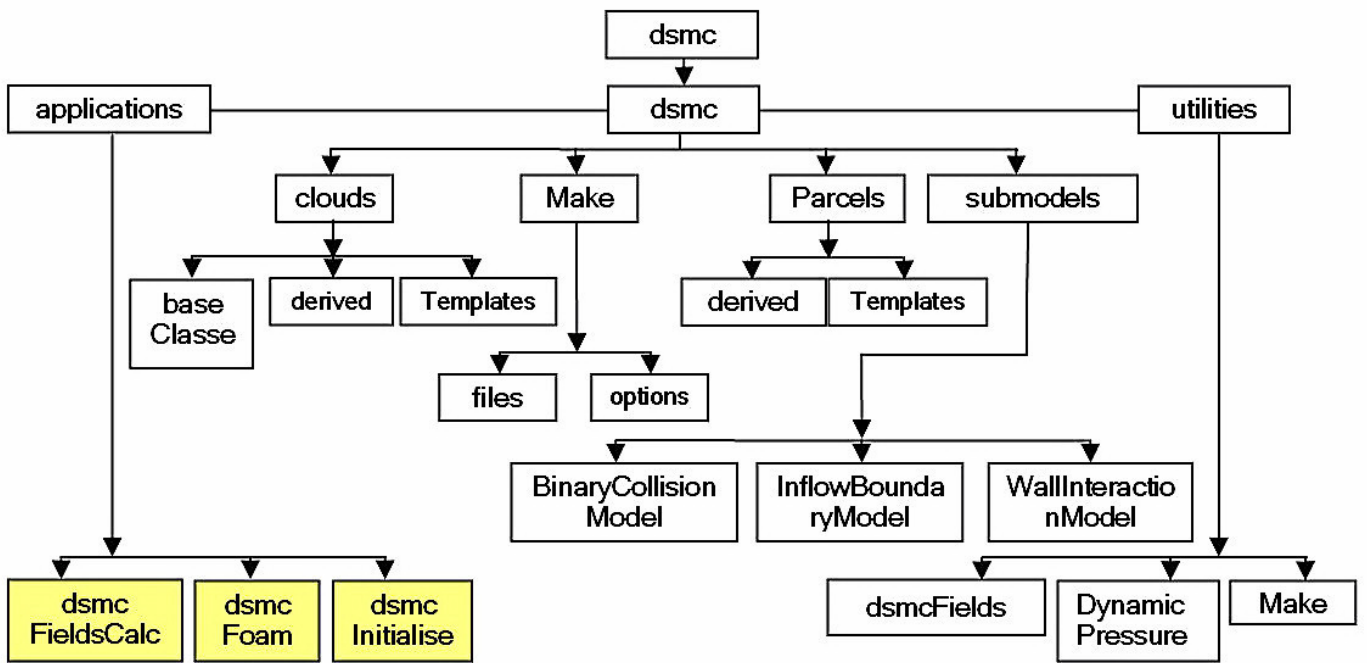 dsmc
applications
dsmc
utilities
clouds
Make
Parcels
submodels
base
Classe
derived
Templates
derived
Templates
files
options
BinaryCollision
Model
InflowBounda
ryModel
WallInteractio
nModel
dsmc
FieldsCalc
dsmc
Foam
dsmc
Initialise
dsmcFields
Dynamic
Pressure
Make